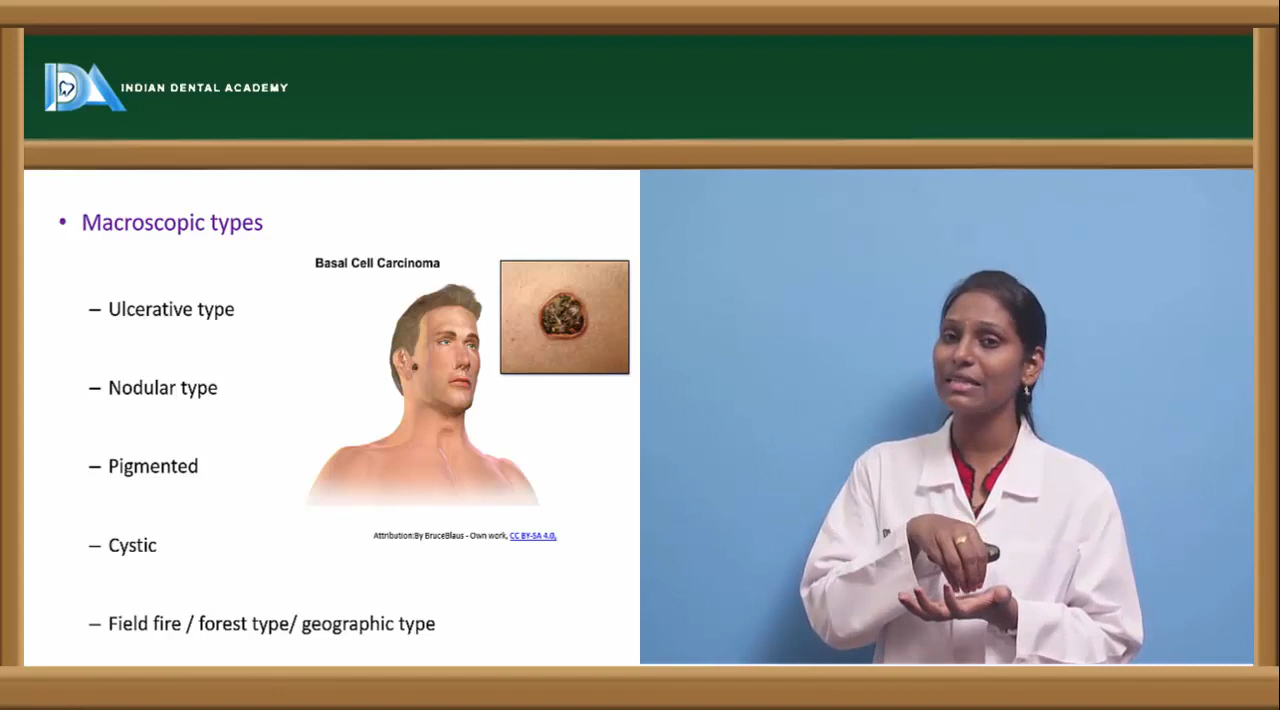 INDIAN DENTAL ACADEMY
• Macroscopic types
Basal Cell Carcinoma
– Ulcerative type
– Nodular type
– Pigmented
– Cystic
Attribution:By BruceBlaus - Own work, CC BY-SA 4.0,
– Field fire / forest type/ geographic type